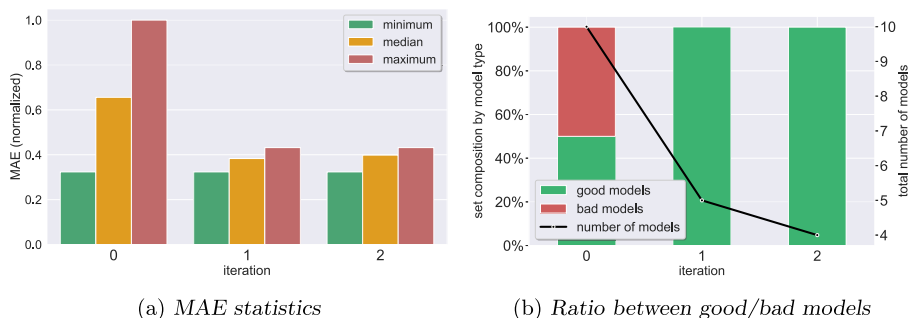 MAE (normalized)
1.0
0.8
0.6
0.4
0.2
0.0
minimum
median
maximum
0 1 2
iteration
(a) MAE statistics
set composition by model type
100%
80%
60%
40%
20%
0%
good models
bad models
number of models
0 1 2
iteration
10
9
8
7
6
5
4
total number of models
(b) Ratio between good/bad models